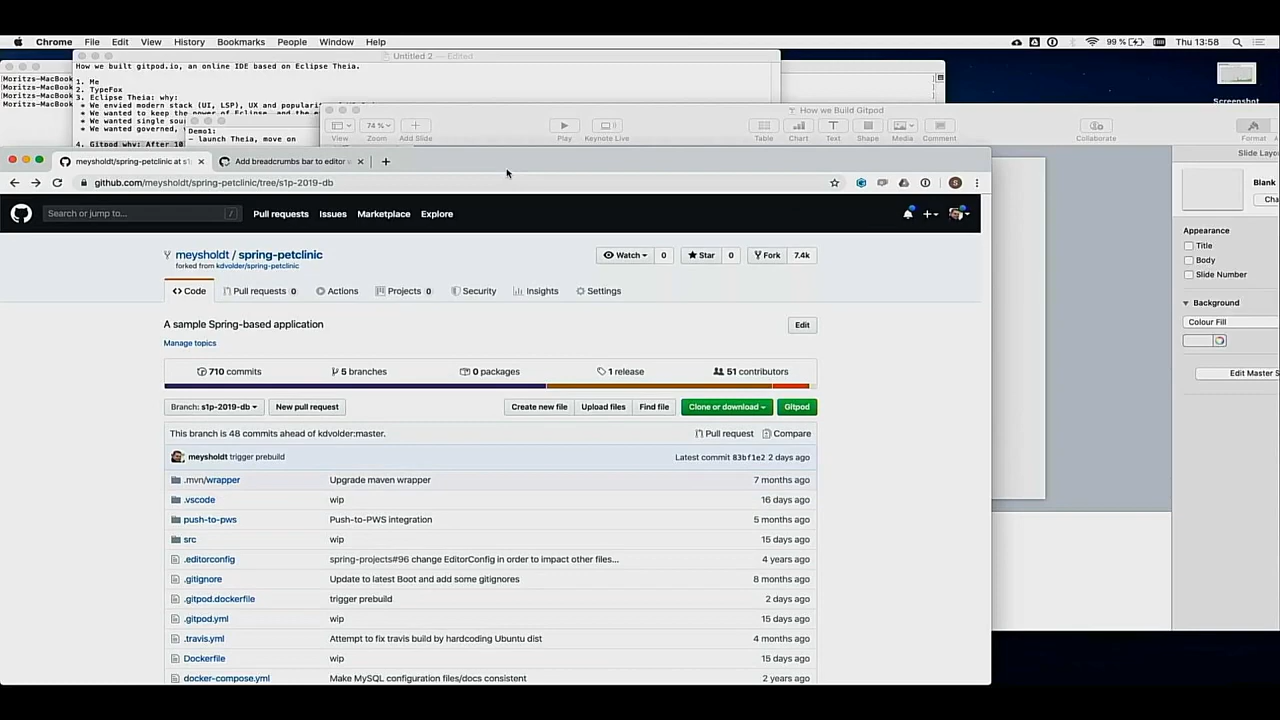 Chrome File Edit View History Bookmarks People Window Help
99 % Thu 13:58
Untitled 2 — Edited
How we built gitpod.io, an online IDE based on Eclipse Theia.
1. Me
2. TypeFox
3. Eclipse Theia: why:
* We envied modern stack (UI, LSP), UX and
* We wanted to keep the
* We wanted single
* We wanted governed,
4. Gitpod why: After 10
Moritzs-MacBook
Moritzs-MacBook
Moritzs-MacBook
Demo1:
- launch Theia, move on
Screenshot
How we Build Gitpod
74 %
View Zoom Add Slide Play Keynote Live Table Chart Text Shape Media Comment Collaborate Format
Slide Layo
Blank
Cha
Appearance
Title
Body
Slide Number
Background
Colour Fill
Edit Master S
meysholdt/spring-petclinic at s1p
Add breadcrumbs bar to editor
github.com/meysholdt/spring-petclinic/tree/s1p-2019-db
S
Search or jump to... /
Pull requests Issues Marketplace Explore
meysholdt / spring-petclinic
forked from kdvolder/spring-petclinic
Watch 0 Star 0 Fork 7.4k
Code Pull requests 0 Actions Projects 0 Security Insights Settings
A sample Spring-based application
Edit
Manage topics
710 commits 5 branches 0 packages 1 release 51 contributors
Branch: s1p-2019-db New pull request Create new file Upload files Find file Clone or download Gitpod
This branch is 48 commits ahead of kdvolder:master. Pull request Compare
meysholdt trigger prebuild Latest commit 83bf1e2 2 days ago
.mvn/wrapper Upgrade maven wrapper 7 months ago
.vscode wip 16 days ago
push-to-pws Push-to-PWS integration 5 months ago
src wip 15 days ago
.editorconfig spring-projects#96 change EditorConfig in order to impact other files... 4 years ago
.gitignore Update to latest Boot and add some gitignores 8 months ago
.gitpod.dockerfile trigger prebuild 2 days ago
.gitpod.yml wip 15 days ago
.travis.yml Attempt to fix travis build by hardcoding Ubuntu dist 4 months ago
Dockerfile wip 15 days ago
docker-compose.yml Make MySQL configuration files/docs consistent 2 years ago